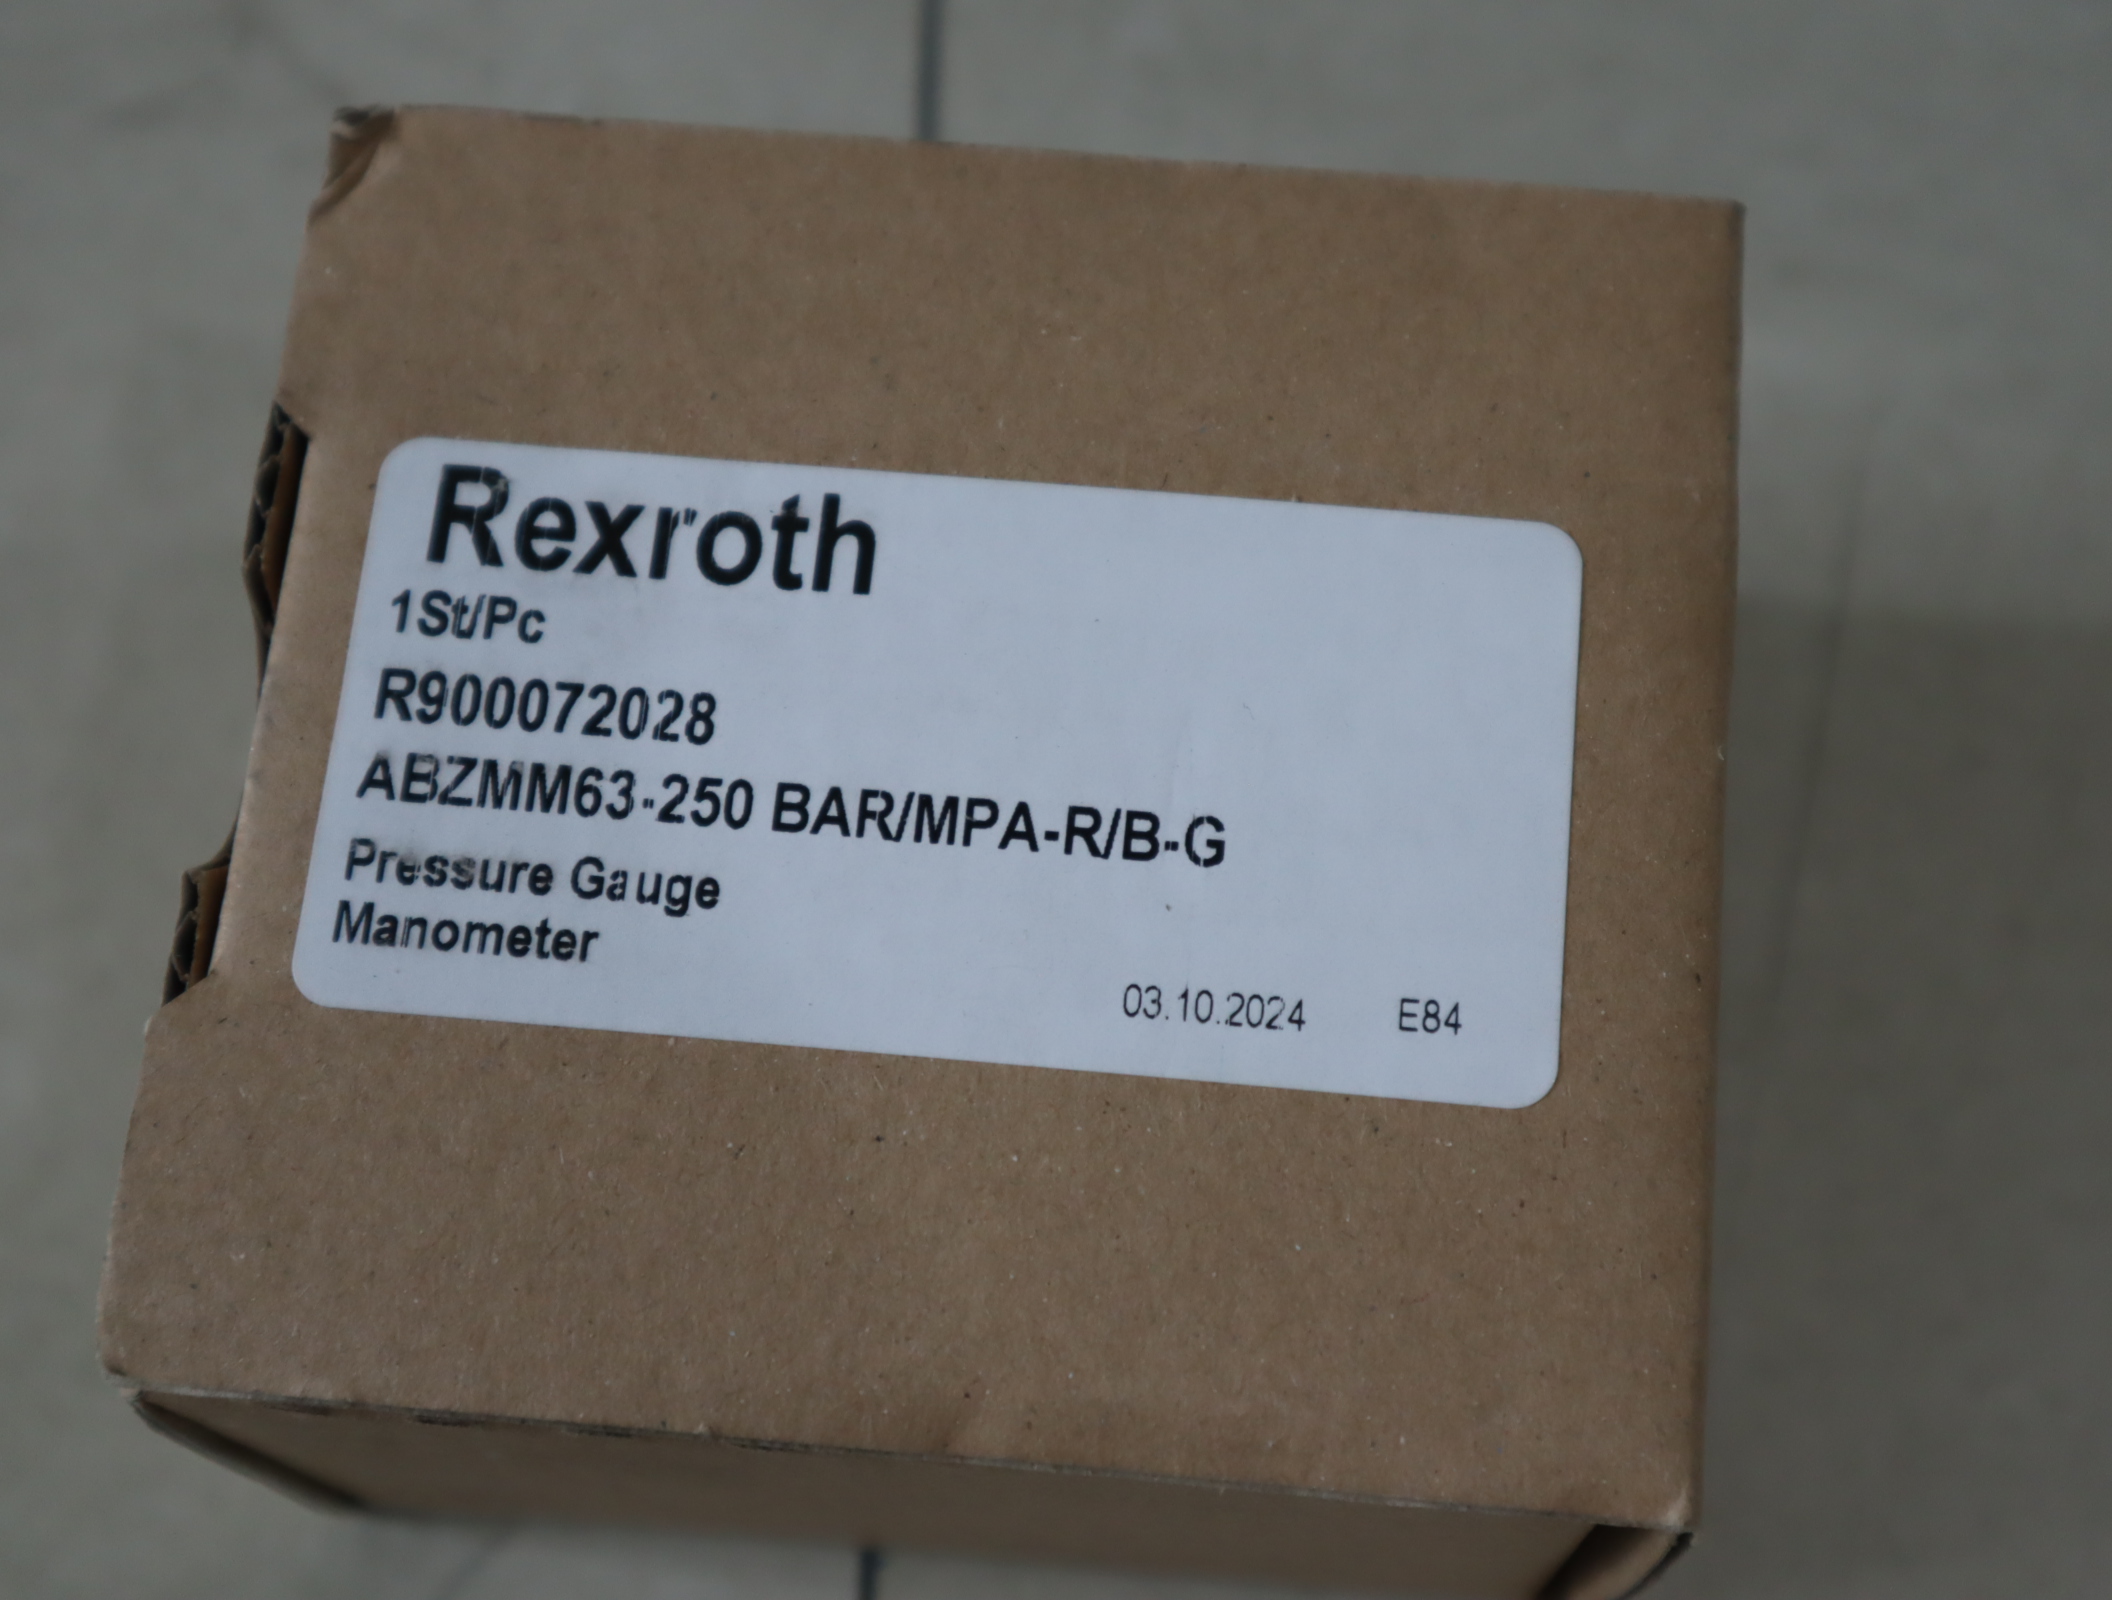 Rexroth
1St/Pc
R900072028
ABZMM63-250 BAR/MPA-R/B-G
Pressure Gauge
Manometer
03.10.2024 E84